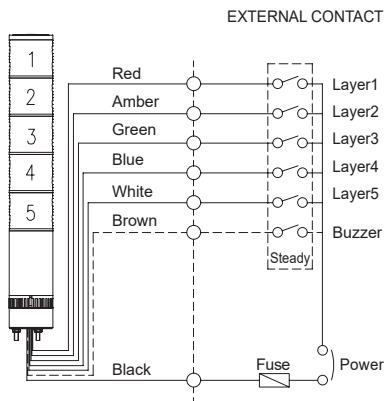 EXTERNAL CONTACT
1
2
3
4
5
Red
Amber
Green
Blue
White
Brown
Black
Layer1
Layer2
Layer3
Layer4
Layer5
Buzzer
Steady
Fuse
Power